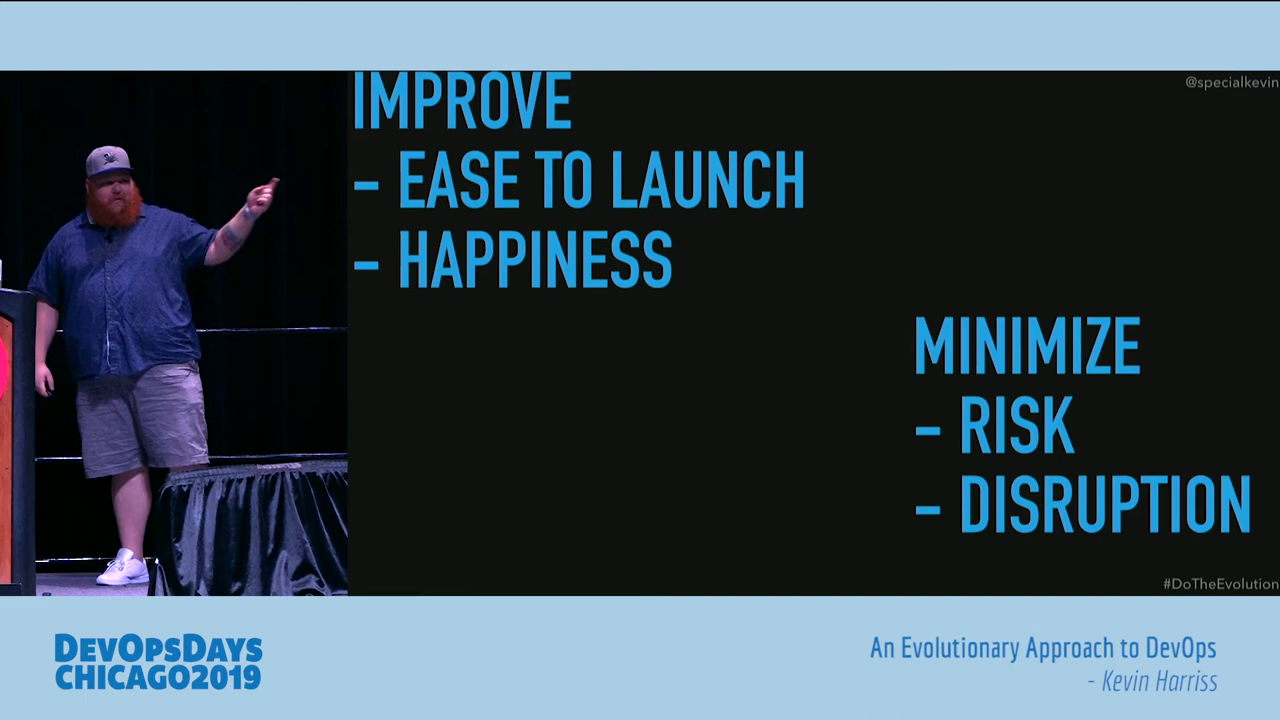 IMPROVE
- EASE TO LAUNCH
- HAPPINESS
@specialkevin
MINIMIZE
- RISK
- DISRUPTION
#DoTheEvolution
DEVOPSDAYS
CHICAGO2019
An Evolutionary Approach to DevOps
- Kevin Harriss